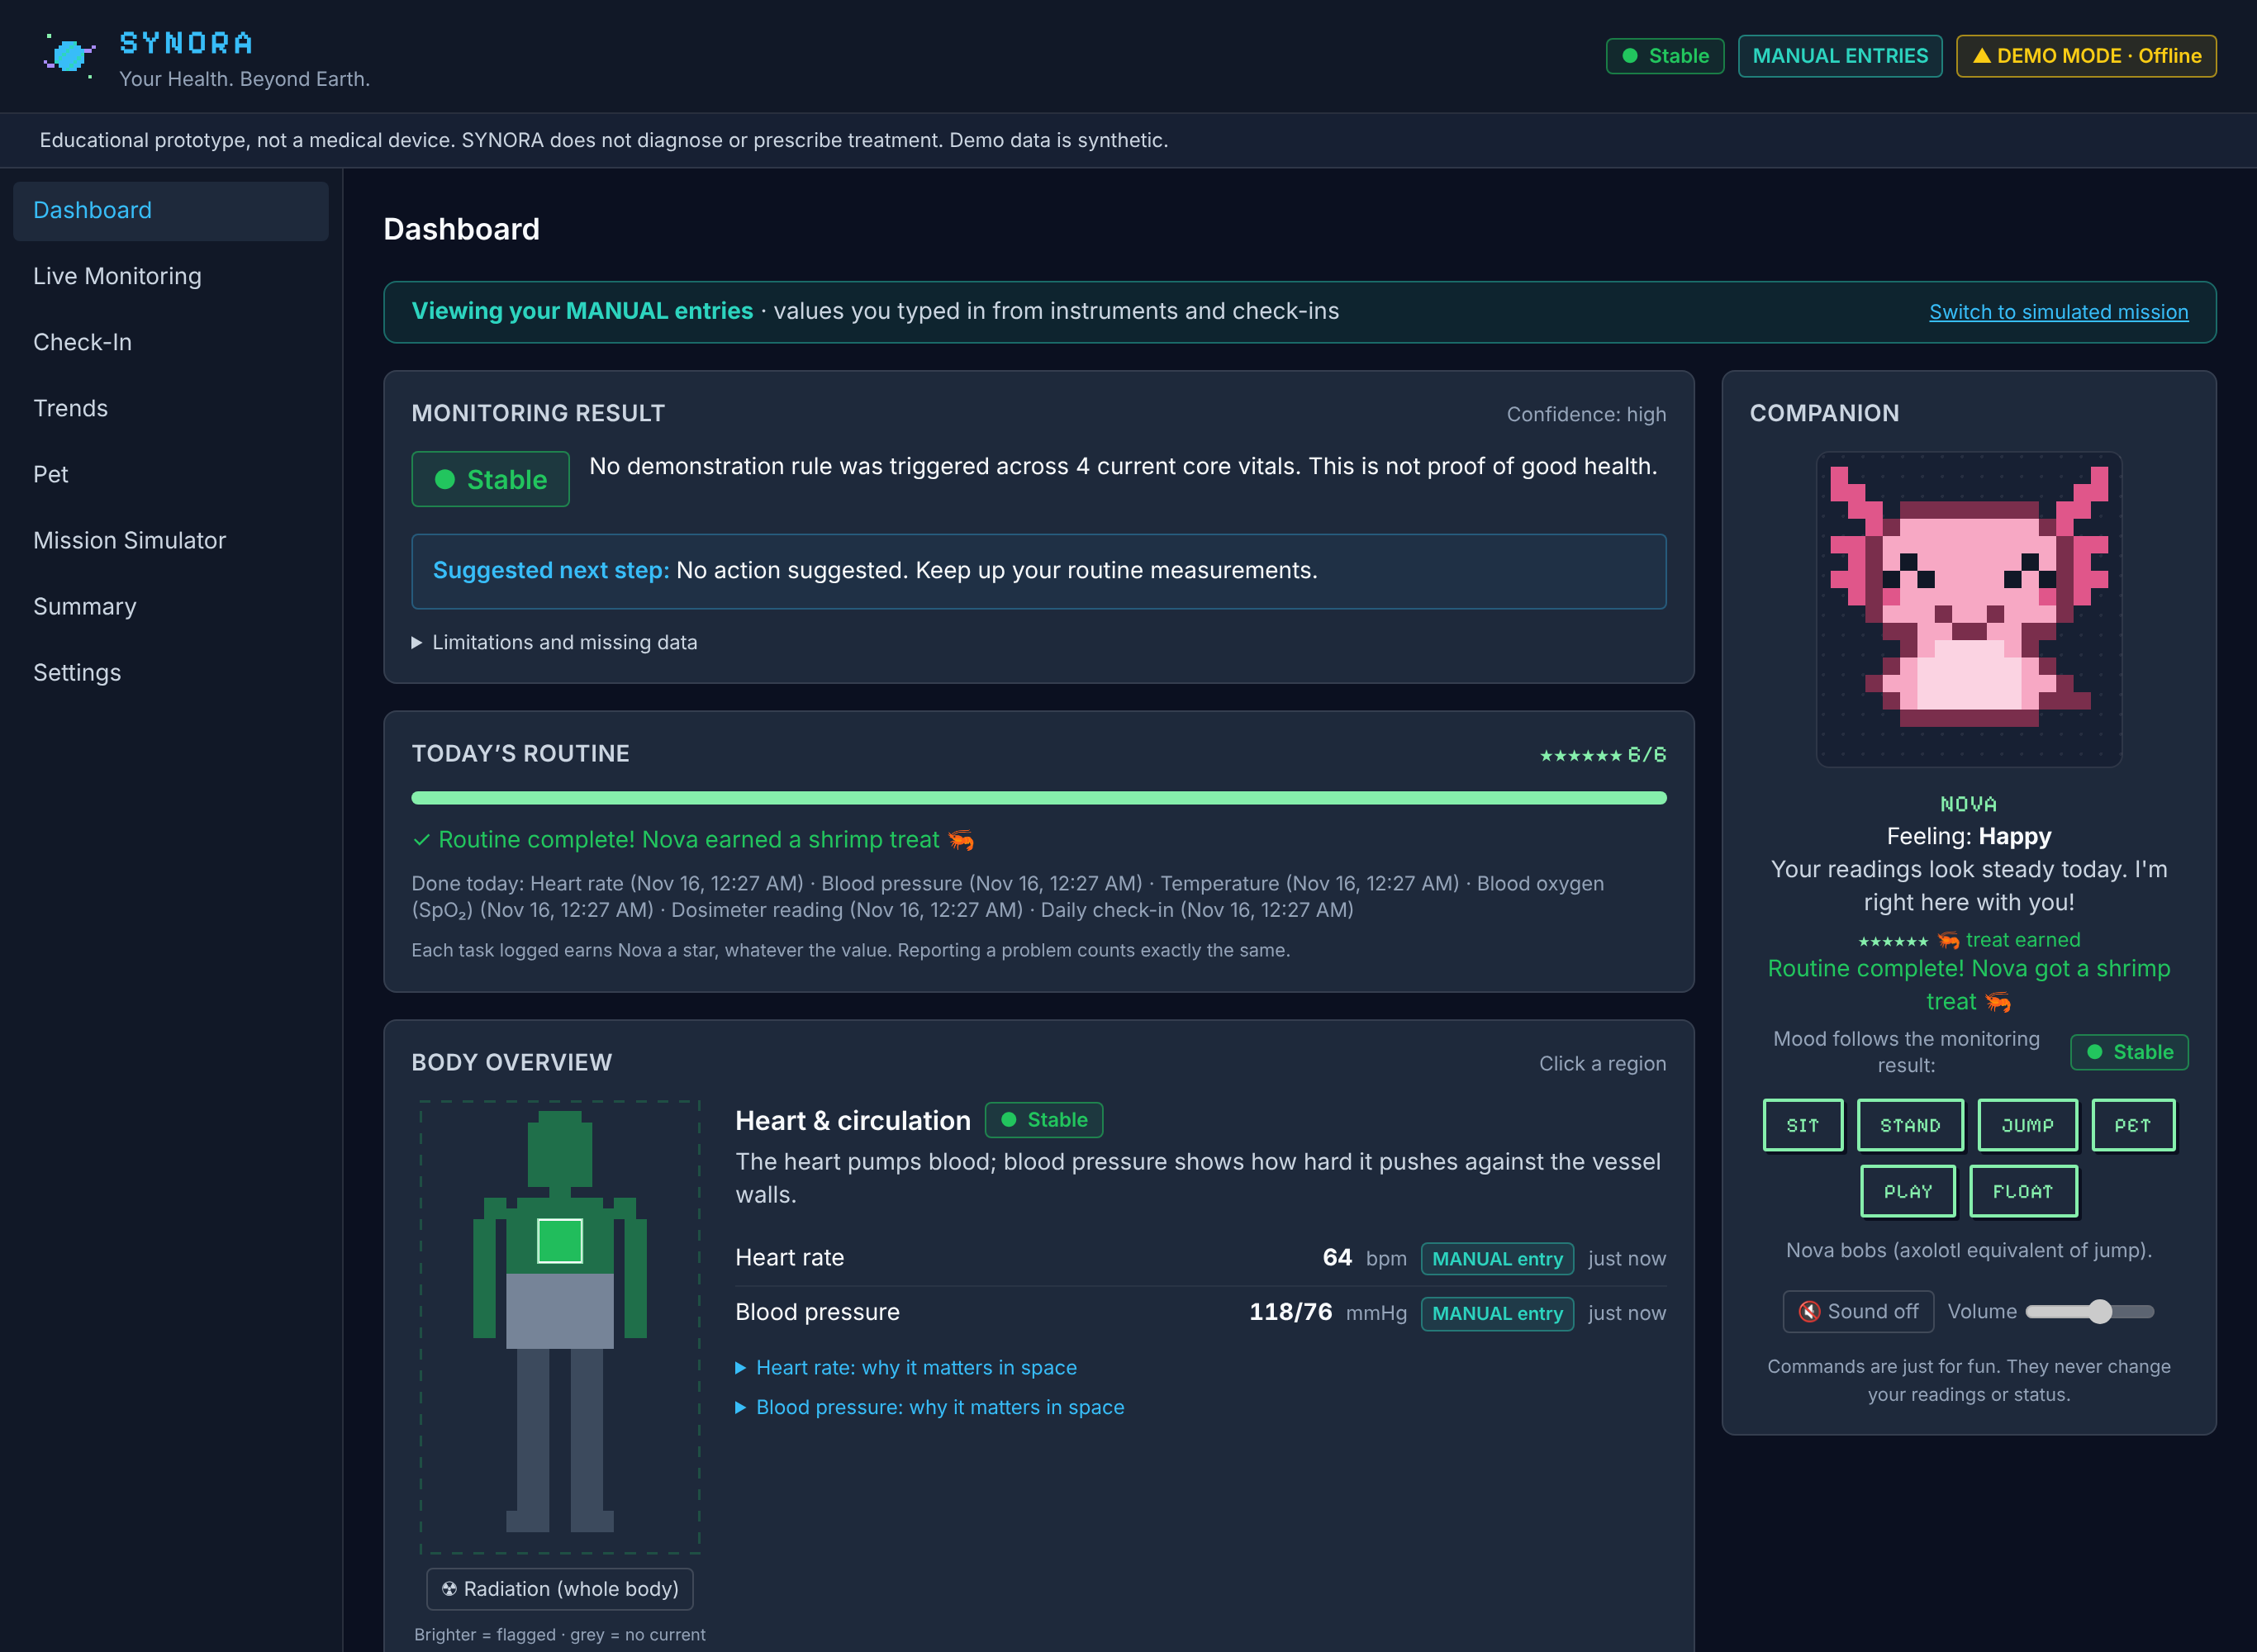 SYNORA
Your Health. Beyond Earth.
● Stable
MANUAL ENTRIES
▲ DEMO MODE · Offline
Educational prototype, not a medical device. SYNORA does not diagnose or prescribe treatment. Demo data is synthetic.
Dashboard
Live Monitoring
Check-In
Trends
Pet
Mission Simulator
Summary
Settings
Dashboard
Viewing your MANUAL entries · values you typed in from instruments and check-ins
Switch to simulated mission
MONITORING RESULT
Confidence: high
● Stable
No demonstration rule was triggered across 4 current core vitals. This is not proof of good health.
Suggested next step: No action suggested. Keep up your routine measurements.
▶ Limitations and missing data
TODAY’S ROUTINE
★★★★★★ 6/6
✓ Routine complete! Nova earned a shrimp treat 🦐
Done today: Heart rate (Nov 16, 12:27 AM) · Blood pressure (Nov 16, 12:27 AM) · Temperature (Nov 16, 12:27 AM) · Blood oxygen
(SpO₂) (Nov 16, 12:27 AM) · Dosimeter reading (Nov 16, 12:27 AM) · Daily check-in (Nov 16, 12:27 AM)
Each task logged earns Nova a star, whatever the value. Reporting a problem counts exactly the same.
BODY OVERVIEW
Click a region
Heart & circulation
● Stable
The heart pumps blood; blood pressure shows how hard it pushes against the vessel
walls.
Heart rate
64 bpm
MANUAL entry
just now
Blood pressure
118/76 mmHg
MANUAL entry
just now
▶ Heart rate: why it matters in space
▶ Blood pressure: why it matters in space
☢ Radiation (whole body)
Brighter = flagged · grey = no current
COMPANION
NOVA
Feeling: Happy
Your readings look steady today. I'm
right here with you!
★★★★★★ 🦐 treat earned
Routine complete! Nova got a shrimp
treat 🦐
Mood follows the monitoring
result:
● Stable
SIT
STAND
JUMP
PET
PLAY
FLOAT
Nova bobs (axolotl equivalent of jump).
🔇 Sound off
Volume
Commands are just for fun. They never change
your readings or status.